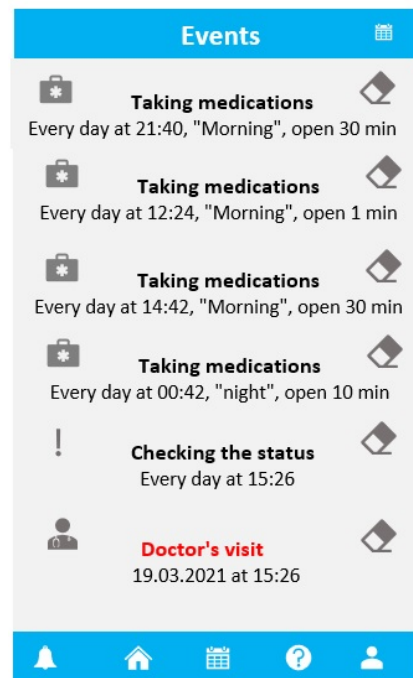 Events
Taking medications
Every day at 21:40, "Morning", open 30 min
Taking medications
Every day at 12:24, "Morning", open 1 min
Taking medications
Every day at 14:42, "Morning", open 30 min
Taking medications
Every day at 00:42, "night", open 10 min
Checking the status
Every day at 15:26
Doctor's visit
19.03.2021 at 15:26